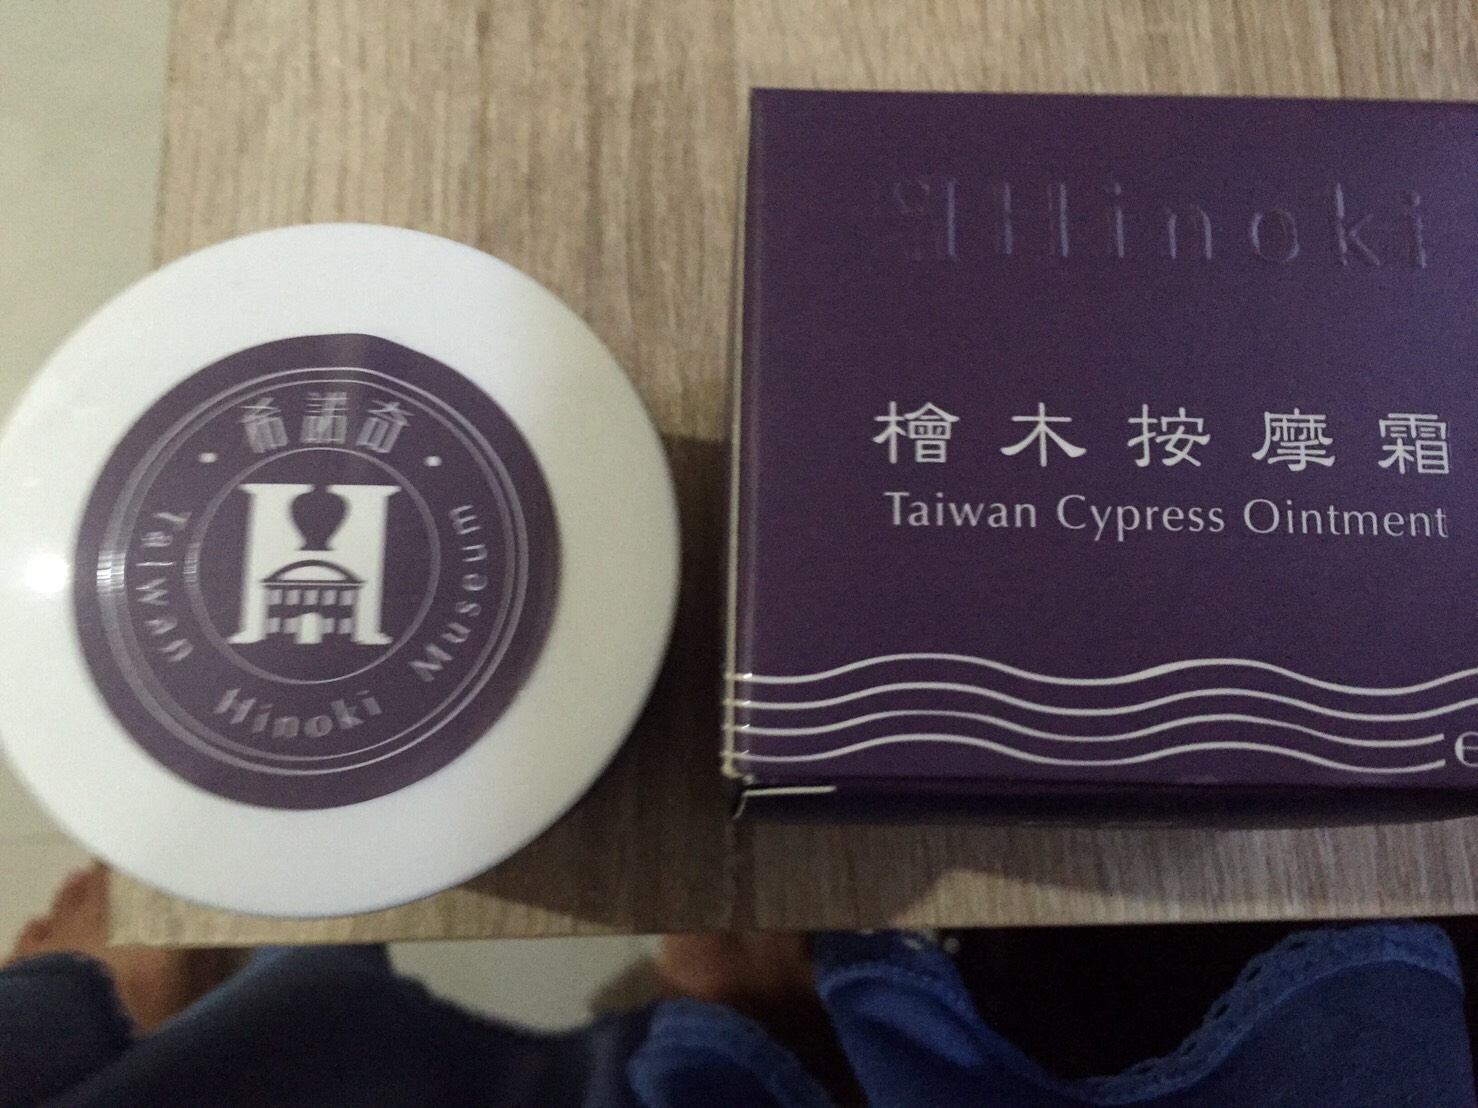 希諾奇
Taiwan Hinoki Museum
H
Hinoki
檜木按摩霜
Taiwan Cypress Ointment